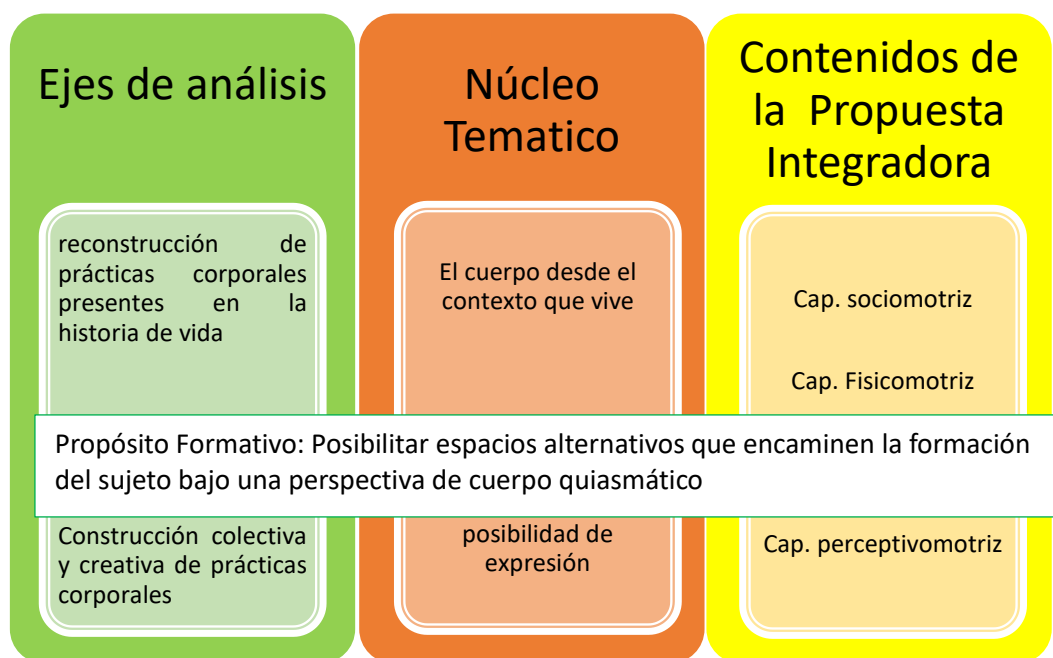 Ejes de análisis
reconstrucción de
prácticas corporales
presentes en la
historia de vida
Construcción colectiva
y creativa de prácticas
corporales
Núcleo
Tematico
El cuerpo desde el
contexto que vive
posibilidad de
expresión
Contenidos de
la Propuesta
Integradora
Cap. sociomotriz
Cap. Fisicomotriz
Cap. perceptivomotriz
Propósito Formativo: Posibilitar espacios alternativos que encaminen la formación
del sujeto bajo una perspectiva de cuerpo quiasmático